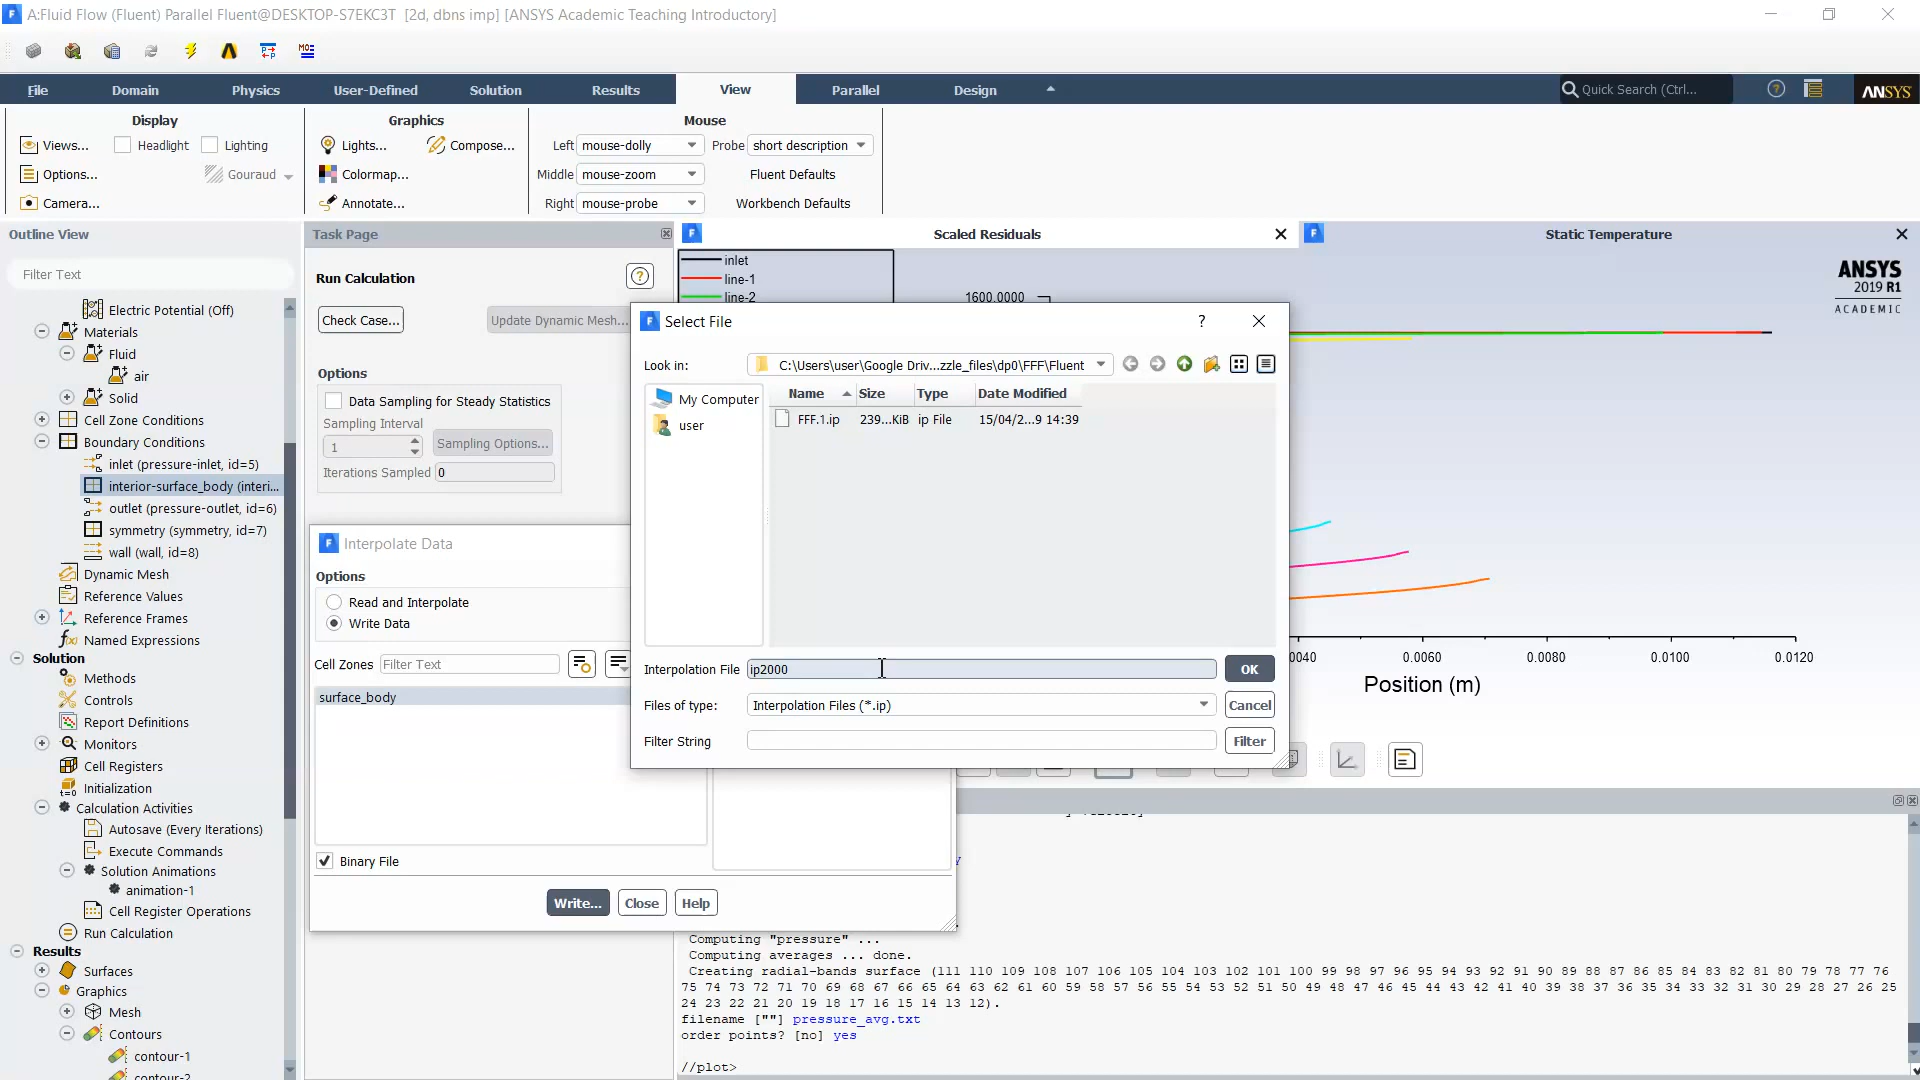 A:Fluid Flow (Fluent) Parallel Fluent@DESKTOP-S7EKC3T [2d, dbns imp] [ANSYS Academic Teaching Introductory]
File Domain Physics User-Defined Solution Results View Parallel Design Quick Search (Ctrl... ANSYS
Display Graphics Mouse
Views... Headlight Lighting Lights... Compose... Left mouse-dolly Probe short description
Options... Gouraud Colormap... Middle mouse-zoom Fluent Defaults
Camera... Annotate... Right mouse-probe Workbench Defaults
Outline View
Filter Text
Electric Potential (Off)
Materials
Fluid
air
Solid
Cell Zone Conditions
Boundary Conditions
inlet (pressure-inlet, id=5)
interior-surface_body (interi...
outlet (pressure-outlet, id=6)
symmetry (symmetry, id=7)
wall (wall, id=8)
Dynamic Mesh
Reference Values
Reference Frames
Named Expressions
Solution
Methods
Controls
Report Definitions
Monitors
Cell Registers
Initialization
Calculation Activities
Autosave (Every Iterations)
Execute Commands
Solution Animations
animation-1
Cell Register Operations
Run Calculation
Results
Surfaces
Graphics
Mesh
Contours
contour-1
contour-2
Task Page
Run Calculation
Check Case... Update Dynamic Mesh...
Options
Data Sampling for Steady Statistics
Sampling Interval
1 Sampling Options...
Iterations Sampled 0
Interpolate Data
Options
Read and Interpolate
Write Data
Cell Zones Filter Text
surface_body
Binary File
Write... Close Help
Scaled Residuals
inlet
line-1
line-2
1600.0000
Static Temperature
ANSYS
2019 R1
ACADEMIC
Select File
Look in: C:\Users\user\Google Driv...zzle_files\dp0\FFF\Fluent
My Computer
user
Name Size Type Date Modified
FFF.1.ip 239...KiB ip File 15/04/2...9 14:39
Interpolation File ip2000 OK
Files of type: Interpolation Files (*.ip) Cancel
Filter String Filter
0040 0.0060 0.0080 0.0100 0.0120
Position (m)
Computing "pressure" ...
Computing averages ... done.
Creating radial-bands surface (111 110 109 108 107 106 105 104 103 102 101 100 99 98 97 96 95 94 93 92 91 90 89 88 87 86 85 84 83 82 81 80 79 78 77 76
75 74 73 72 71 70 69 68 67 66 65 64 63 62 61 60 59 58 57 56 55 54 53 52 51 50 49 48 47 46 45 44 43 42 41 40 39 38 37 36 35 34 33 32 31 30 29 28 27 26 25
24 23 22 21 20 19 18 17 16 15 14 13 12).
filename [""] pressure_avg.txt
order points? [no] yes
//plot>